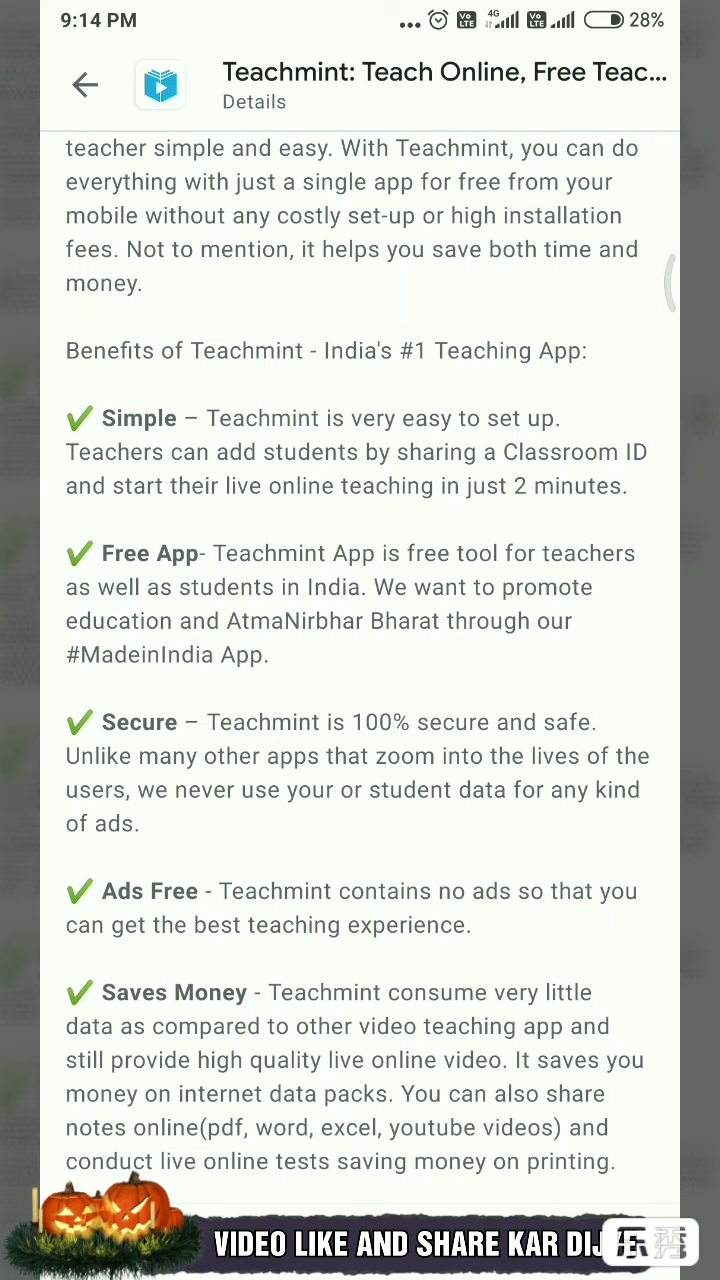 9:14 PM
4G
Vo LTE
Vo LTE
28%
Teachmint: Teach Online, Free Teac...
Details
teacher simple and easy. With Teachmint, you can do
everything with just a single app for free from your
mobile without any costly set-up or high installation
fees. Not to mention, it helps you save both time and
money.
Benefits of Teachmint - India's #1 Teaching App:
✔ Simple – Teachmint is very easy to set up.
Teachers can add students by sharing a Classroom ID
and start their live online teaching in just 2 minutes.
✔ Free App- Teachmint App is free tool for teachers
as well as students in India. We want to promote
education and AtmaNirbhar Bharat through our
#MadeinIndia App.
✔ Secure – Teachmint is 100% secure and safe.
Unlike many other apps that zoom into the lives of the
users, we never use your or student data for any kind
of ads.
✔ Ads Free - Teachmint contains no ads so that you
can get the best teaching experience.
✔ Saves Money - Teachmint consume very little
data as compared to other video teaching app and
still provide high quality live online video. It saves you
money on internet data packs. You can also share
notes online(pdf, word, excel, youtube videos) and
conduct live online tests saving money on printing.
VIDEO LIKE AND SHARE KAR DIJ
乐秀